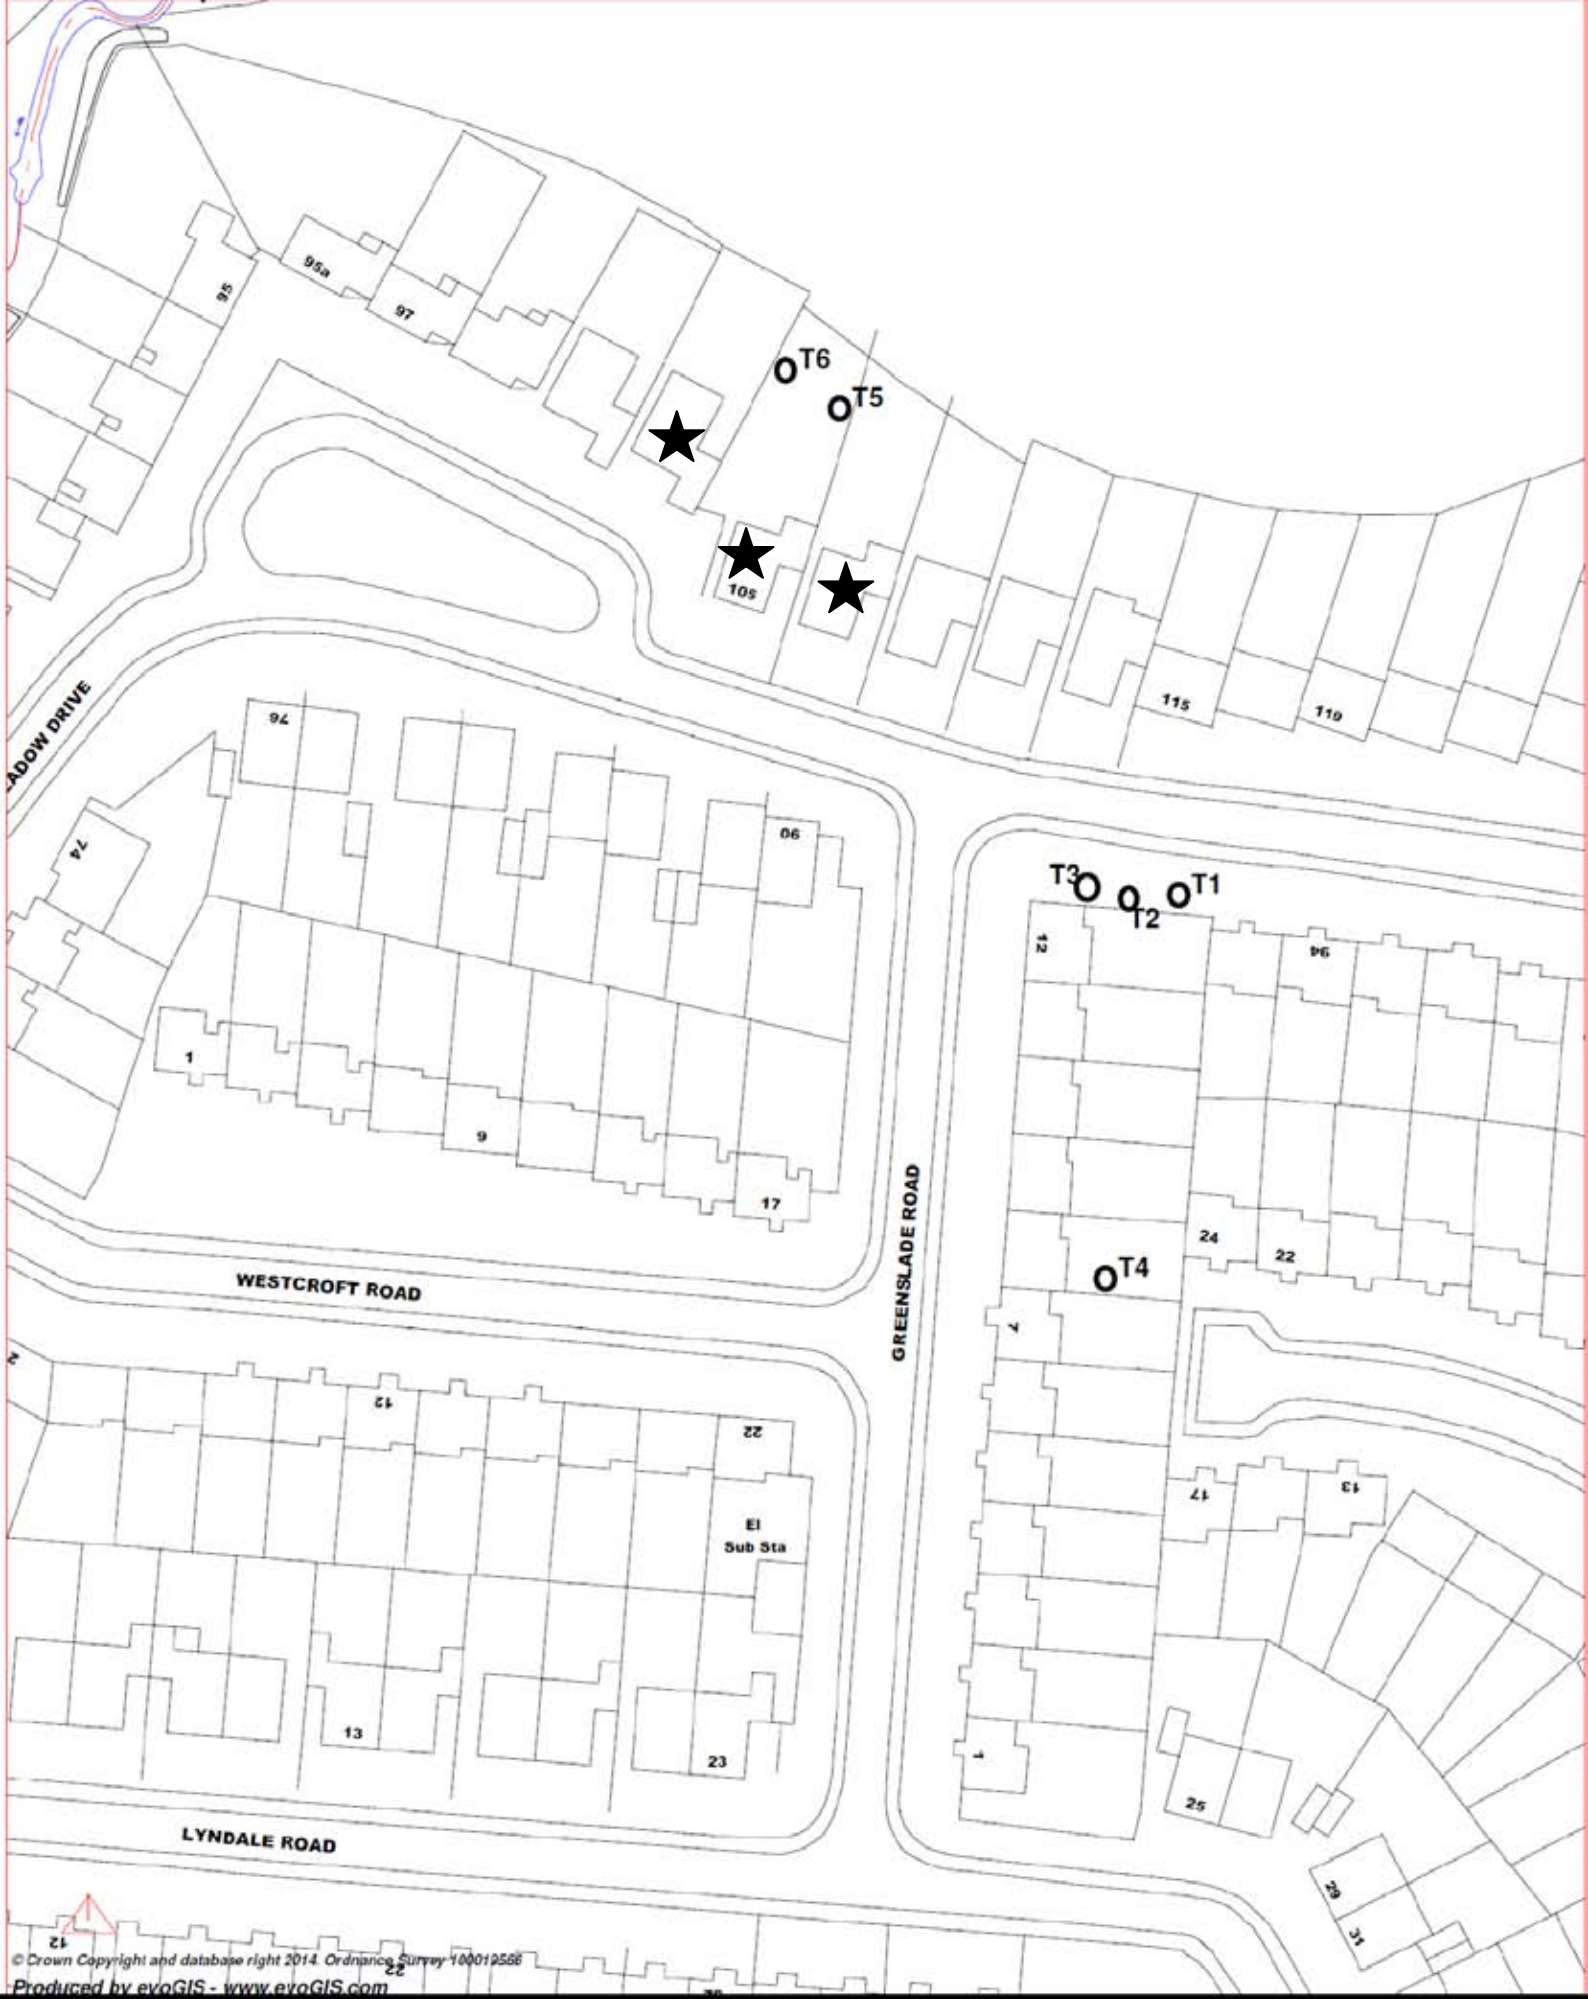 95a
95
97
T6
T5
105
115
119
76
ADOW DRIVE
90
74
T3
T1
T2
12
94
1
9
17
24
22
GREENSLADE ROAD
WESTCROFT ROAD
T4
7
2
12
22
17
13
El
Sub Sta
13
23
1
25
LYNDALE ROAD
29
31
12
© Crown Copyright and database right 2014. Ordnance Survey 100019566
22
Produced by evoGIS - www.evoGIS.com